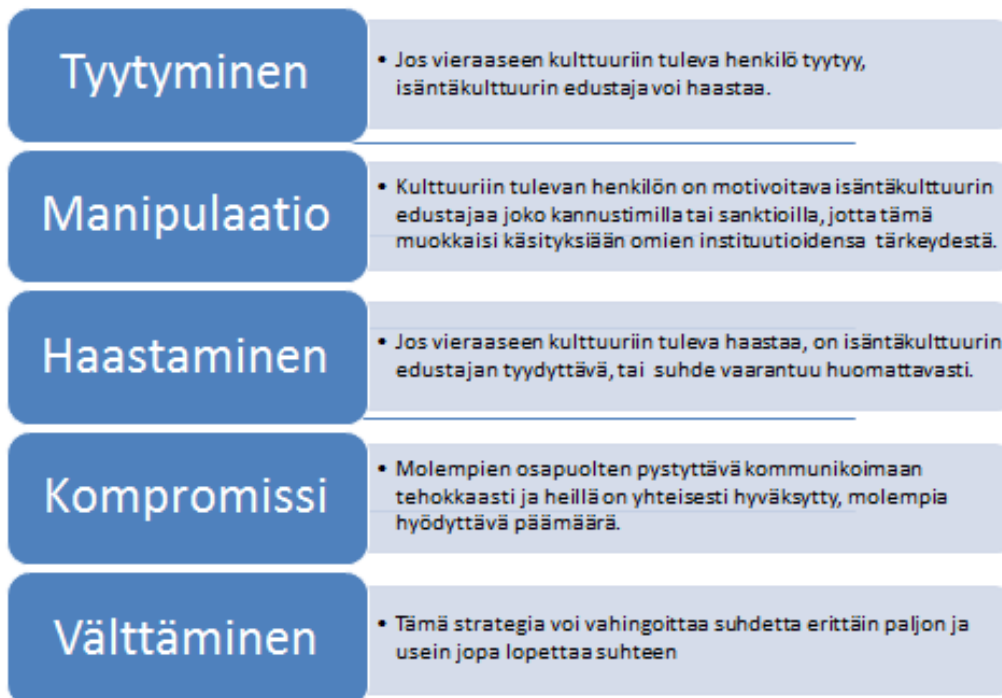 Tyytyminen
• Jos vieraaseen kulttuuriin tuleva henkilö tyytyy,
isäntäkulttuurin edustaja voi haastaa.
Manipulaatio
• Kulttuuriin tulevan henkilön on motivoitava isäntäkulttuurin
edustajaa joko kannustimilla tai sanktioilla, jotta tämä
muokkaisi käsityksiään omien instituutioidensa tärkeydestä.
Haastaminen
• Jos vieraaseen kulttuuriin tuleva haastaa, on isäntäkulttuurin
edustajan tyydyttävä, tai suhde vaarantuu huomattavasti.
Kompromissi
• Molempien osapuolten pystyttävä kommunikoimaan
tehokkaasti ja heillä on yhteisesti hyväksytty, molempia
hyödyttävä päämäärä.
Välttäminen
• Tämä strategia voi vahingoittaa suhdetta erittäin paljon ja
usein jopa lopettaa suhteen